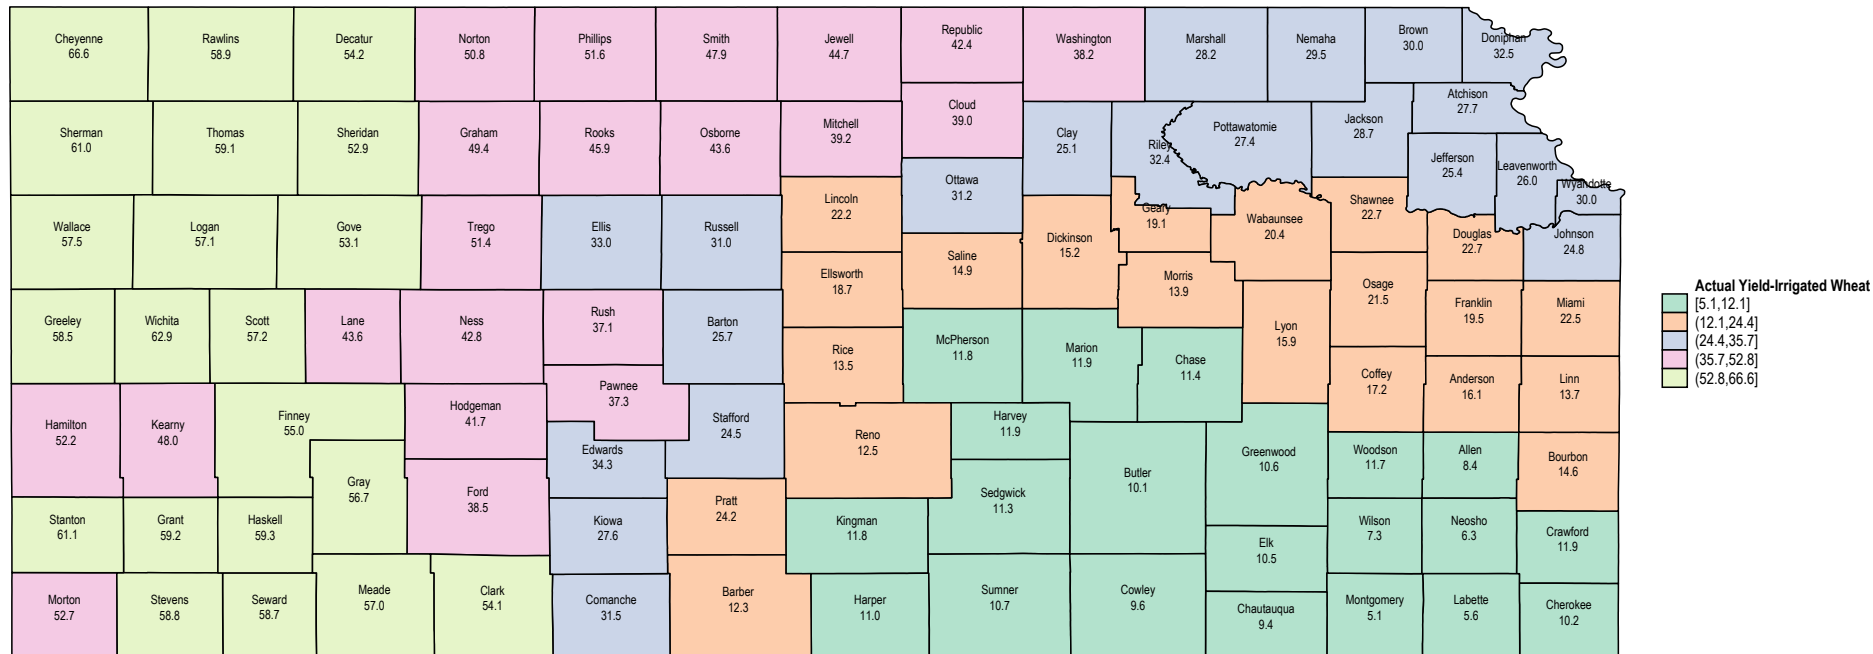 Cheyenne
66.6
Rawlins
58.9
Decatur
54.2
Norton
50.8
Phillips
51.6
Smith
47.9
Jewell
44.7
Republic
42.4
Washington
38.2
Marshall
28.2
Nemaha
29.5
Brown
30.0
Doniphan
32.5
Sherman
61.0
Thomas
59.1
Sheridan
52.9
Graham
49.4
Rooks
45.9
Osborne
43.6
Mitchell
39.2
Cloud
39.0
Clay
25.1
Riley
32.4
Pottawatomie
27.4
Jackson
28.7
Atchison
27.7
Jefferson
25.4
Leavenworth
26.0
Wyandotte
30.0
Wallace
57.5
Logan
57.1
Gove
53.1
Trego
51.4
Ellis
33.0
Russell
31.0
Lincoln
22.2
Ottawa
31.2
Saline
14.9
Dickinson
15.2
Geary
19.1
Wabaunsee
20.4
Shawnee
22.7
Douglas
22.7
Johnson
24.8
Greeley
58.5
Wichita
62.9
Scott
57.2
Lane
43.6
Ness
42.8
Rush
37.1
Barton
25.7
Ellsworth
18.7
Rice
13.5
McPherson
11.8
Marion
11.9
Morris
13.9
Chase
11.4
Lyon
15.9
Osage
21.5
Franklin
19.5
Miami
22.5
Coffey
17.2
Anderson
16.1
Linn
13.7
Hamilton
52.2
Kearny
48.0
Finney
55.0
Hodgeman
41.7
Pawnee
37.3
Edwards
34.3
Stafford
24.5
Reno
12.5
Harvey
11.9
Sedgwick
11.3
Butler
10.1
Greenwood
10.6
Woodson
11.7
Allen
8.4
Bourbon
14.6
Gray
56.7
Ford
38.5
Stanton
61.1
Grant
59.2
Haskell
59.3
Kiowa
27.6
Pratt
24.2
Kingman
11.8
Elk
10.5
Wilson
7.3
Neosho
6.3
Crawford
11.9
Morton
52.7
Stevens
58.8
Seward
58.7
Meade
57.0
Clark
54.1
Comanche
31.5
Barber
12.3
Harper
11.0
Sumner
10.7
Cowley
9.6
Chautauqua
9.4
Montgomery
5.1
Labette
5.6
Cherokee
10.2
Actual Yield-Irrigated Wheat
[5.1,12.1]
(12.1,24.4]
(24.4,35.7]
(35.7,52.8]
(52.8,66.6]